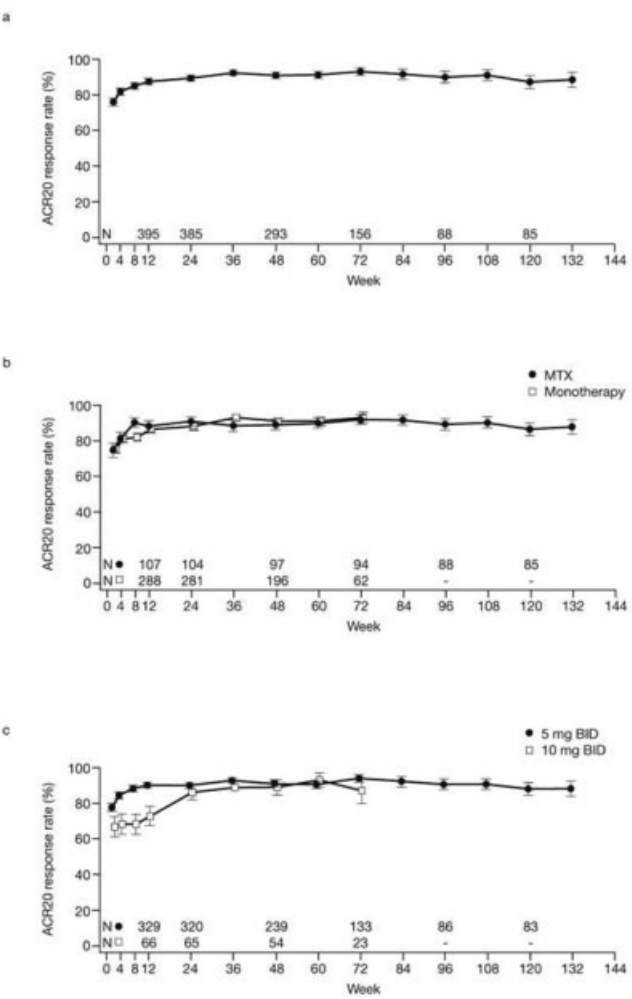 a
ACR20 response rate (%)
100
80
60
40
20
0
N 395 385 293 156 88 85
0 4 8 12 24 36 48 60 72 84 96 108 120 132 144
Week
b
MTX
Monotherapy
ACR20 response rate (%)
100
80
60
40
20
0
N 107 104 97 94 88 85
N 288 281 196 62 - -
0 4 8 12 24 36 48 60 72 84 96 108 120 132 144
Week
c
5 mg BID
10 mg BID
ACR20 response rate (%)
100
80
60
40
20
0
N 329 320 239 133 86 83
N 66 65 54 23 - -
0 4 8 12 24 36 48 60 72 84 96 108 120 132 144
Week